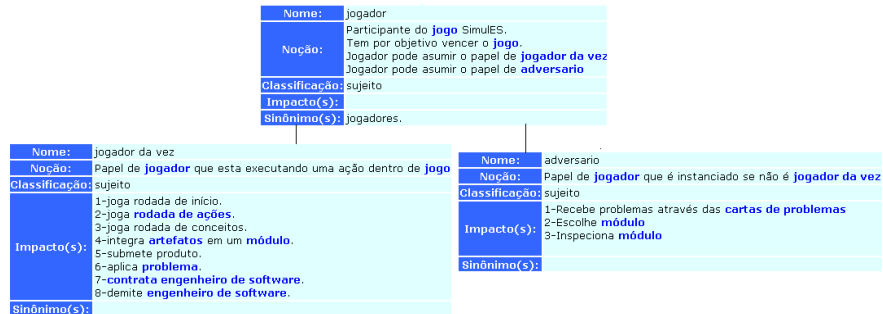 Nome: jogador
Noção: Participante do jogo SimulES.
Tem por objetivo vencer o jogo.
Jogador pode asumir o papel de jogador da vez
Jogador pode asumir o papel de adversario
Classificação: sujeito
Impacto(s):
Sinônimo(s): jogadores.
Nome: jogador da vez
Noção: Papel de jogador que esta executando uma ação dentro de jogo
Classificação: sujeito
Impacto(s): 1-joga rodada de início.
2-joga rodada de ações.
3-joga rodada de conceitos.
4-integra artefatos em um módulo.
5-submete produto.
6-aplica problema.
7-contrata engenheiro de software.
8-demite engenheiro de software.
Sinônimo(s):
Nome: adversario
Noção: Papel de jogador que é instanciado se não é jogador da vez
Classificação: sujeito
Impacto(s): 1-Recebe problemas através das cartas de problemas
2-Escolhe módulo
3-Inspeciona módulo
Sinônimo(s):